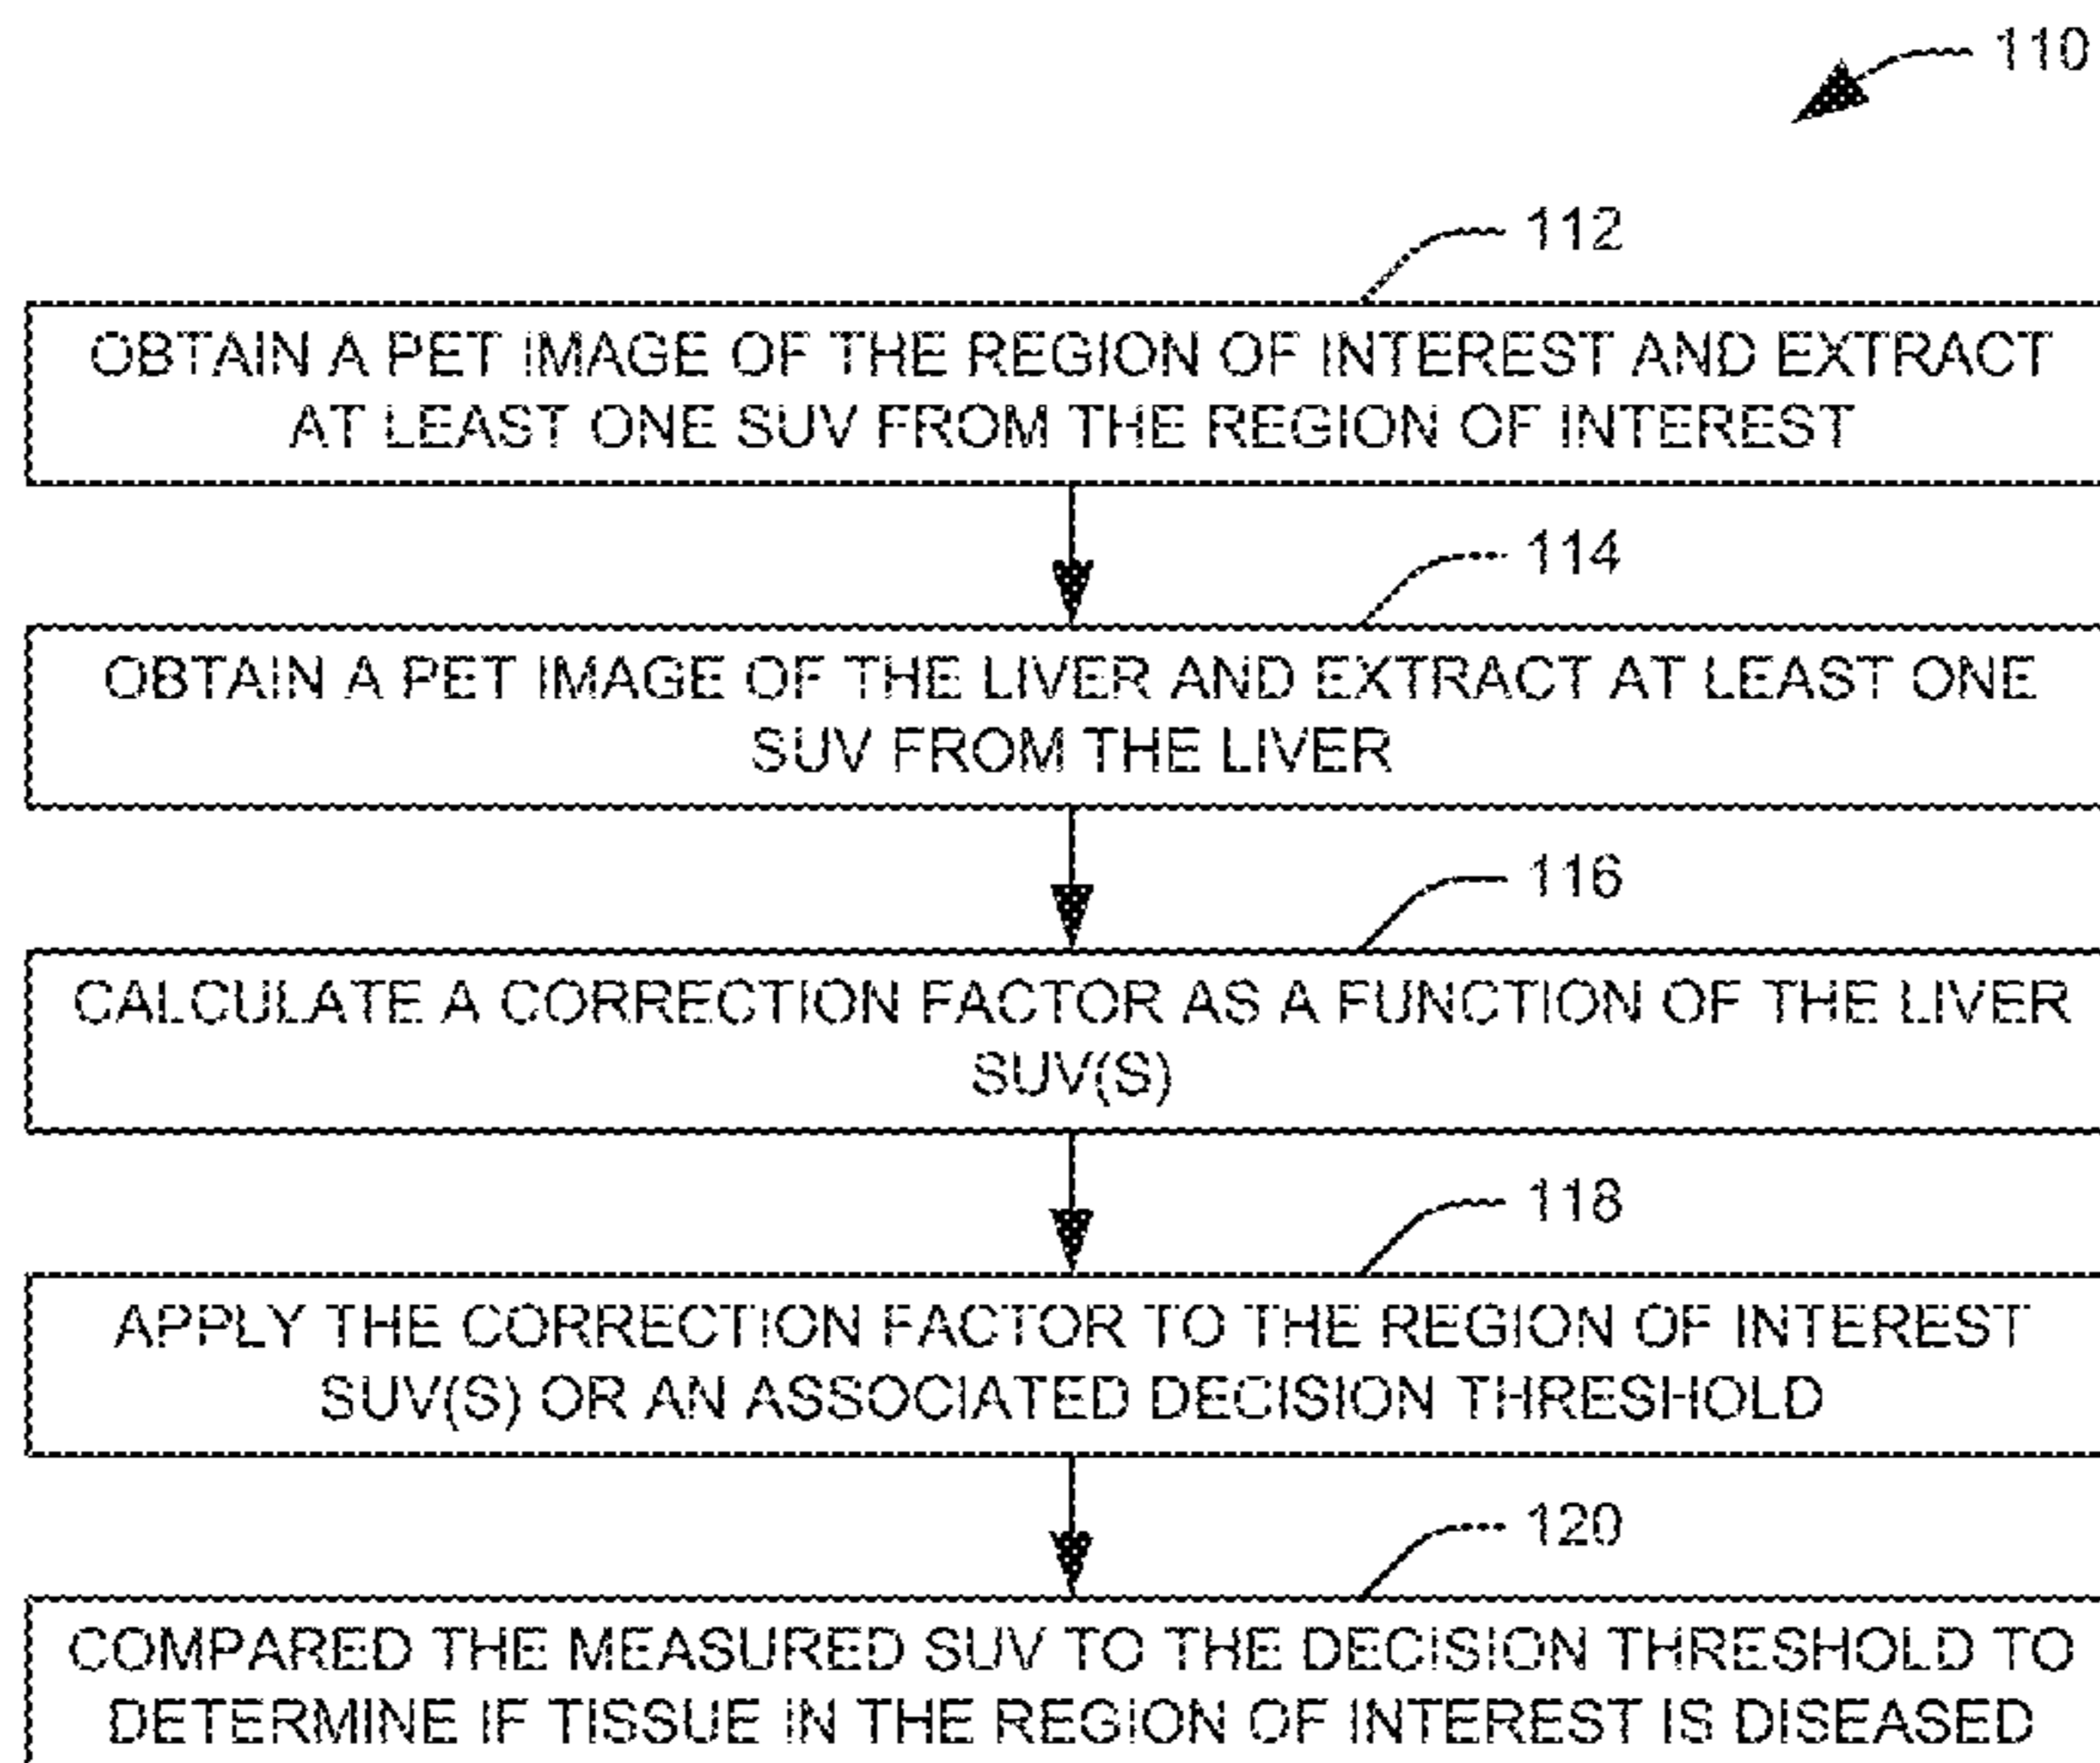 110
112
OBTAIN A PET IMAGE OF THE REGION OF INTEREST AND EXTRACT
AT LEAST ONE SUV FROM THE REGION OF INTEREST
114
OBTAIN A PET IMAGE OF THE LIVER AND EXTRACT AT LEAST ONE
SUV FROM THE LIVER
116
CALCULATE A CORRECTION FACTOR AS A FUNCTION OF THE LIVER
SUV(S)
118
APPLY THE CORRECTION FACTOR TO THE REGION OF INTEREST
SUV(S) OR AN ASSOCIATED DECISION THRESHOLD
120
COMPARED THE MEASURED SUV TO THE DECISION THRESHOLD TO
DETERMINE IF TISSUE IN THE REGION OF INTEREST IS DISEASED